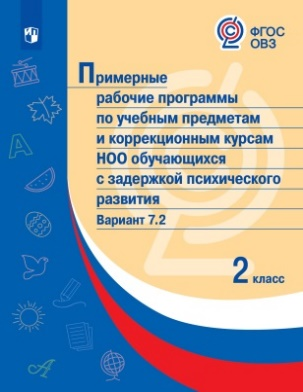 ФГОС
ОВЗ
Примерные
рабочие программы
по учебным предметам
и коррекционным курсам
НОО обучающихся
с задержкой психического
развития
Вариант 7.2
2 класс
А
А